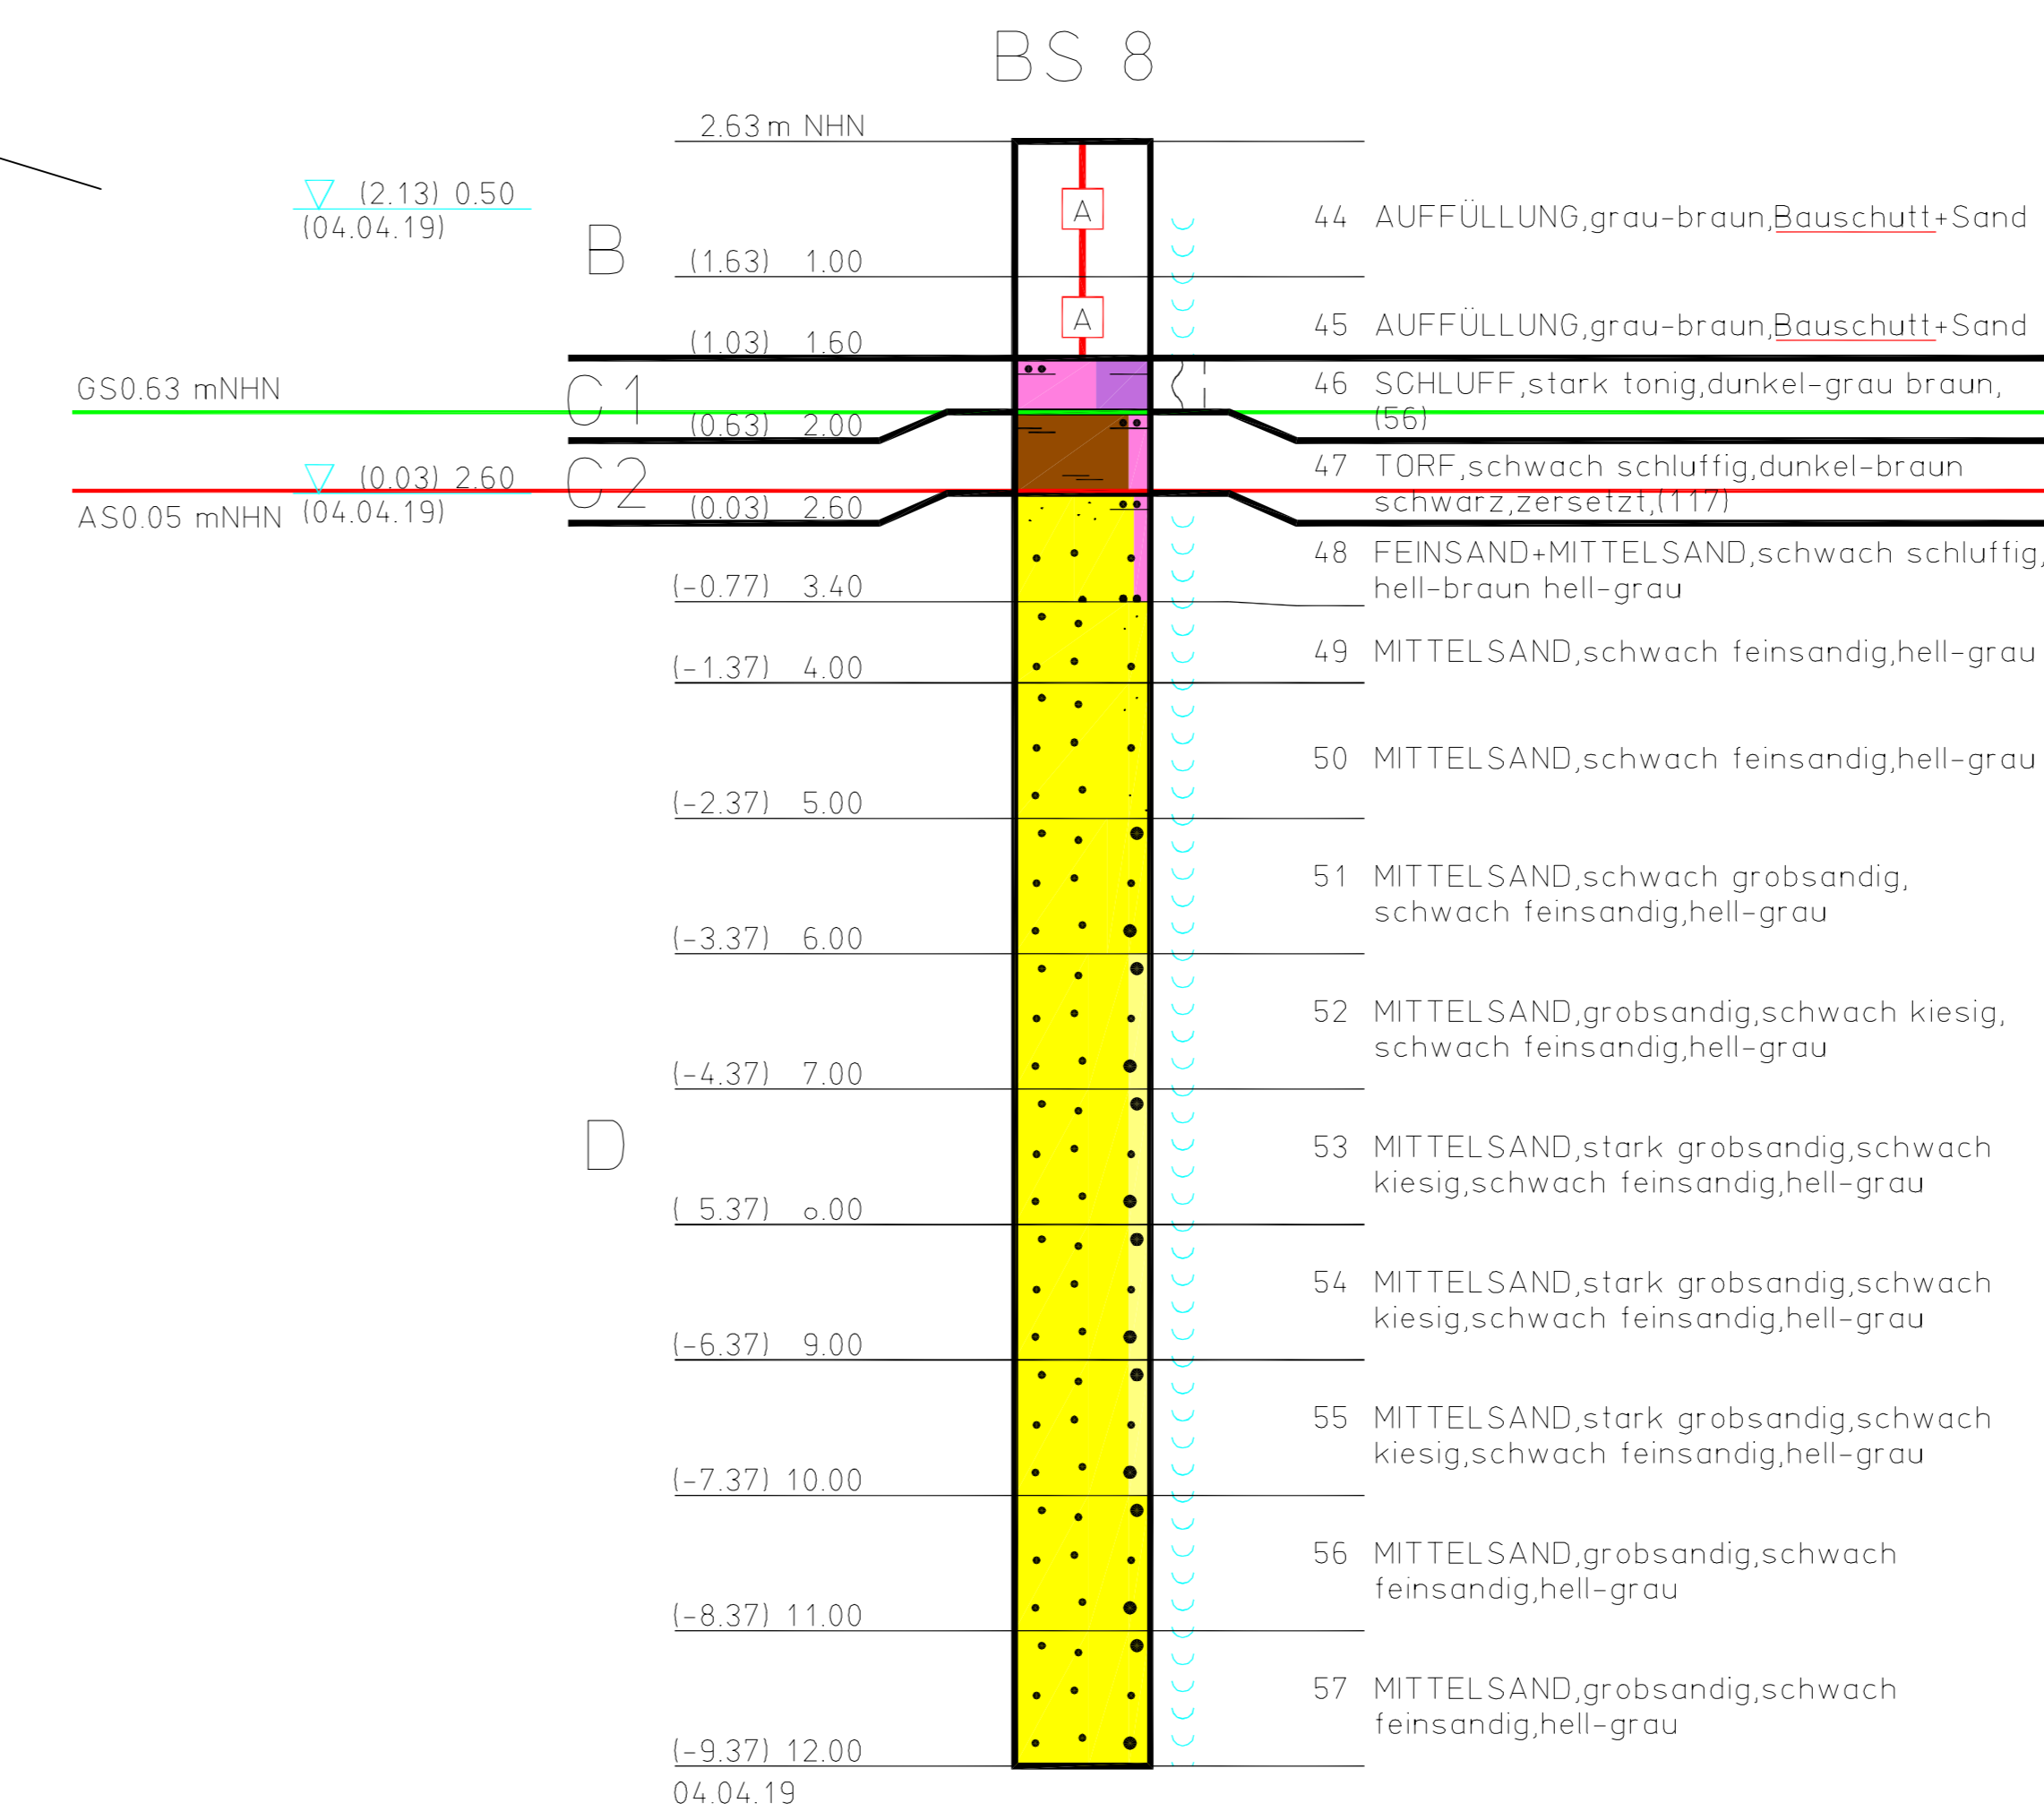 BS 8
2.63 m NHN
(2.13) 0.50
(04.04.19)
B
A
44 AUFFÜLLUNG,grau-braun,Bauschutt+Sand
(1.63) 1.00
A
45 AUFFÜLLUNG,grau-braun,Bauschutt+Sand
(1.03) 1.60
GS0.63 mNHN
C1
46 SCHLUFF,stark tonig,dunkel-grau braun,
(56)
(0.63) 2.00
C2
47 TORF,schwach schluffig,dunkel-braun
schwarz,zersetzt,(117)
(0.03) 2.60
(04.04.19)
AS0.05 mNHN
(0.03) 2.60
48 FEINSAND+MITTELSAND,schwach schluffig,
hell-braun hell-grau
(-0.77) 3.40
49 MITTELSAND,schwach feinsandig,hell-grau
(-1.37) 4.00
50 MITTELSAND,schwach feinsandig,hell-grau
(-2.37) 5.00
51 MITTELSAND,schwach grobsandig,
schwach feinsandig,hell-grau
(-3.37) 6.00
52 MITTELSAND,grobsandig,schwach kiesig,
schwach feinsandig,hell-grau
(-4.37) 7.00
D
53 MITTELSAND,stark grobsandig,schwach
kiesig,schwach feinsandig,hell-grau
( 5.37)
54 MITTELSAND,stark grobsandig,schwach
kiesig,schwach feinsandig,hell-grau
(-6.37) 9.00
55 MITTELSAND,stark grobsandig,schwach
kiesig,schwach feinsandig,hell-grau
(-7.37) 10.00
56 MITTELSAND,grobsandig,schwach
feinsandig,hell-grau
(-8.37) 11.00
57 MITTELSAND,grobsandig,schwach
feinsandig,hell-grau
(-9.37) 12.00
04.04.19